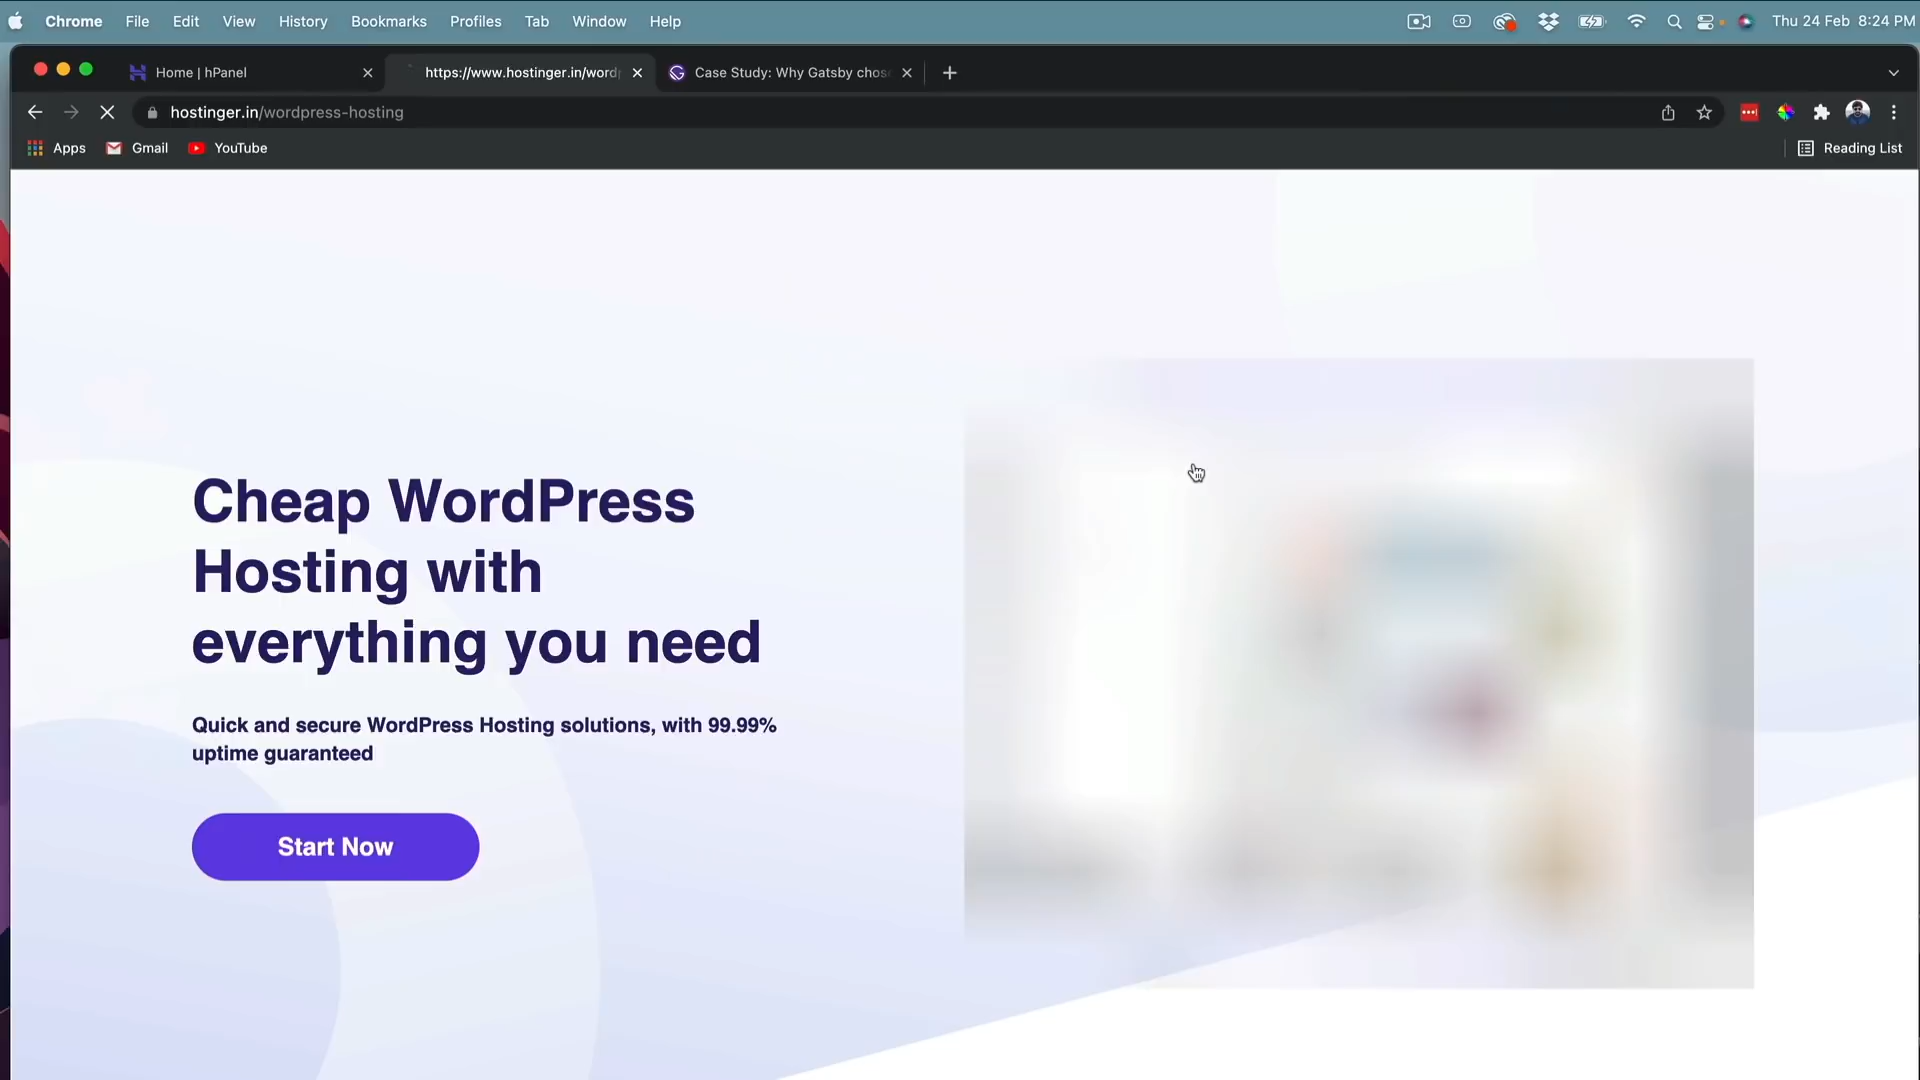 Chrome File Edit View History Bookmarks Profiles Tab Window Help Thu 24 Feb 8:24 PM
Home | hPanel https://www.hostinger.in/word Case Study: Why Gatsby chos
hostinger.in/wordpress-hosting
Apps Gmail YouTube Reading List
Cheap WordPress
Hosting with
everything you need
Quick and secure WordPress Hosting solutions, with 99.99%
uptime guaranteed
Start Now